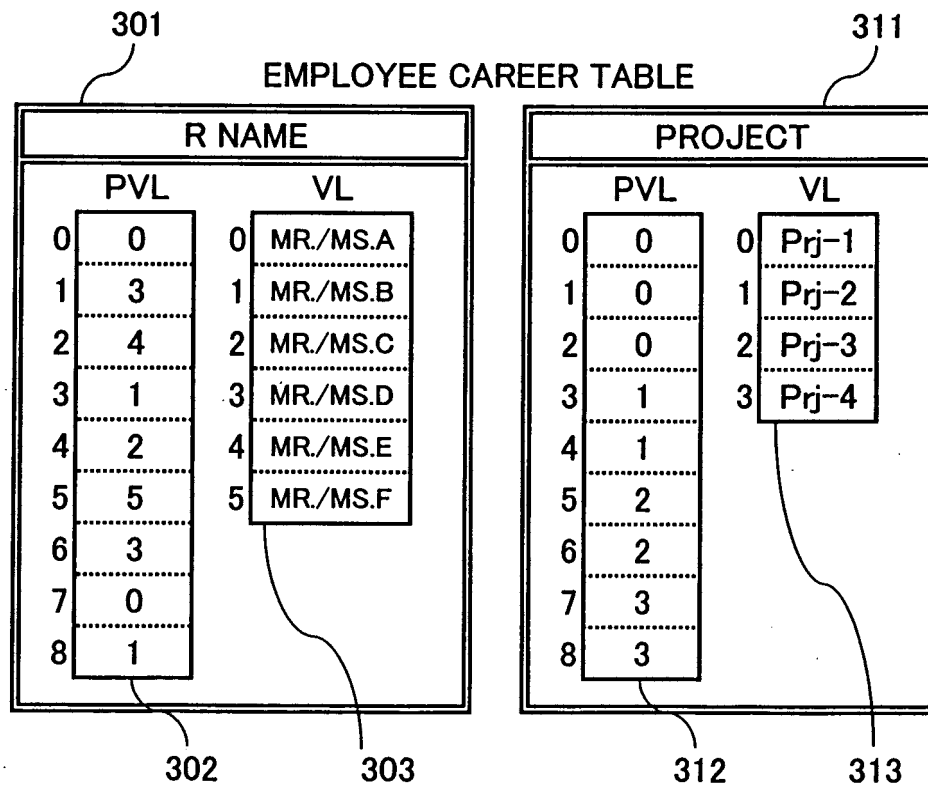 301 311
EMPLOYEE CAREER TABLE
R NAME PROJECT
PVL VL PVL VL
0 0 0 MR./MS.A 0 0 0 Prj-1
1 3 1 MR./MS.B 1 0 1 Prj-2
2 4 2 MR./MS.C 2 0 2 Prj-3
3 1 3 MR./MS.D 3 1 3 Prj-4
4 2 4 MR./MS.E 4 1
5 5 5 MR./MS.F 5 2
6 3 6 2
7 0 7 3
8 1 8 3
302 303 312 313